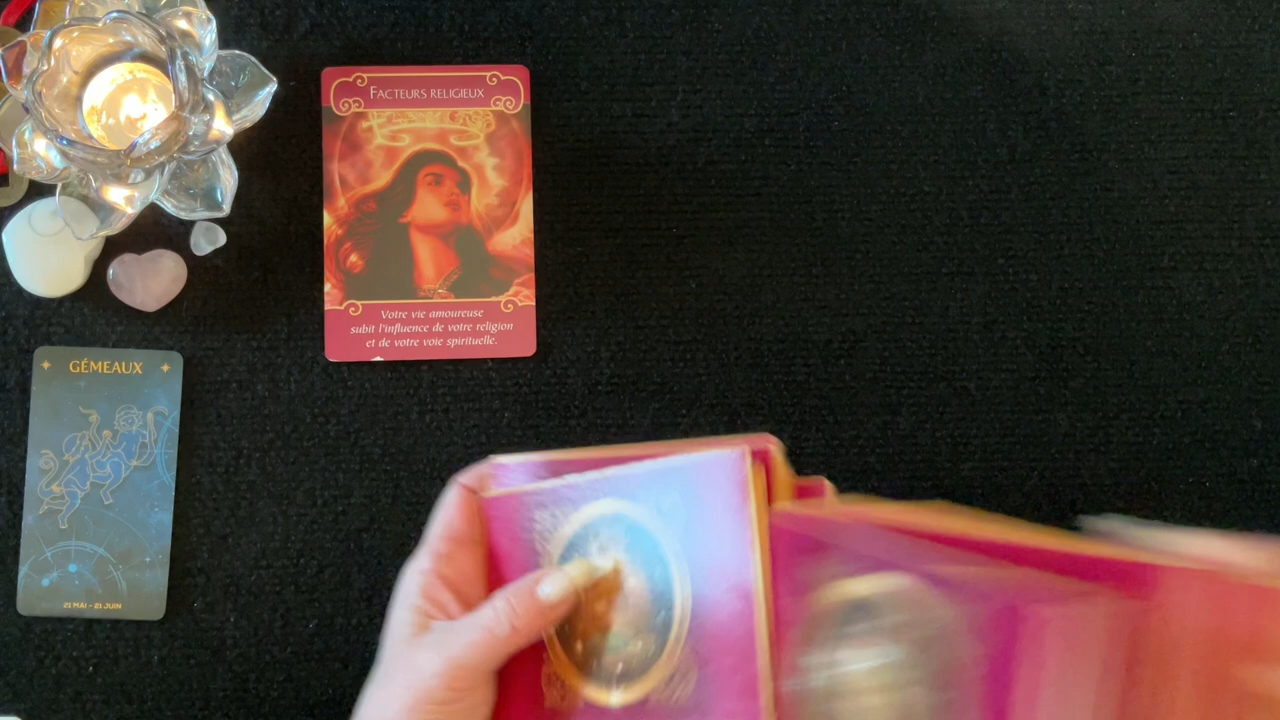 FACTEURS RELIGIEUX
Votre vie amoureuse
subit l'influence de votre religion
et de votre voie spirituelle.
GÉMEAUX
21 MAI - 21 JUIN